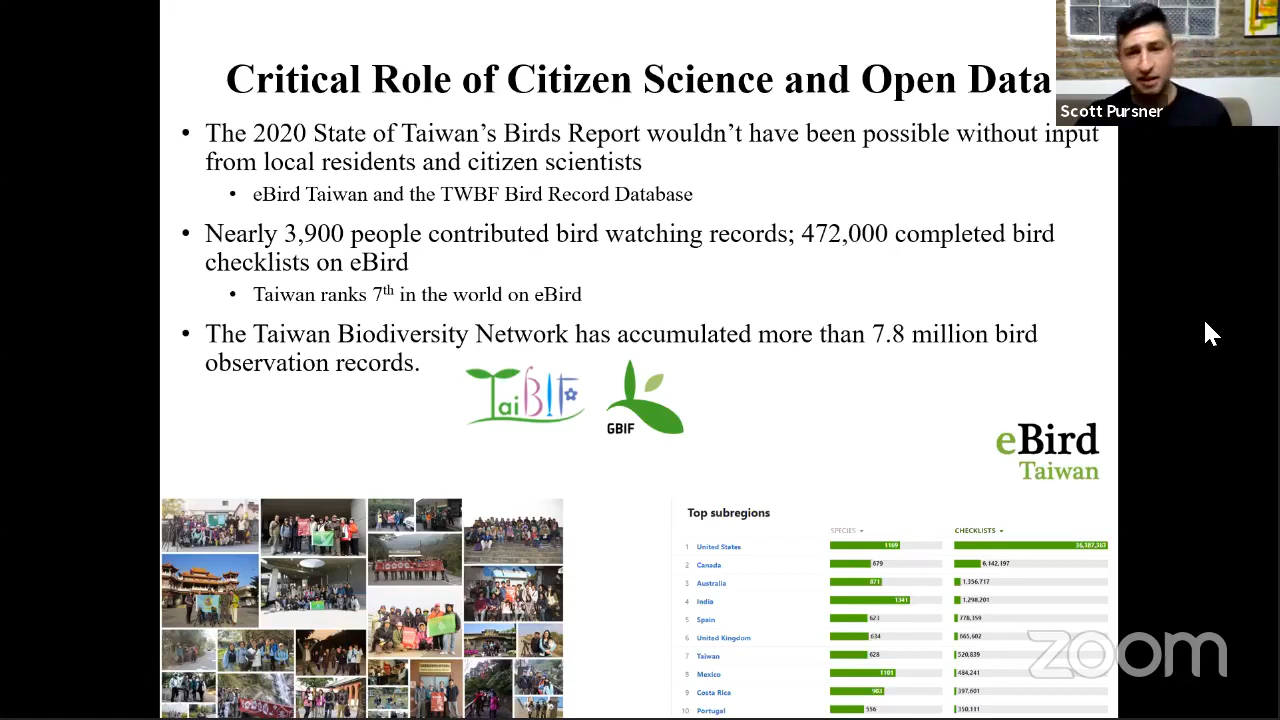 Critical Role of Citizen Science and Open Data
Scott Pursner
• The 2020 State of Taiwan's Birds Report wouldn't have been possible without input
from local residents and citizen scientists
• eBird Taiwan and the TWBF Bird Record Database
• Nearly 3,900 people contributed bird watching records; 472,000 completed bird
checklists on eBird
• Taiwan ranks 7th in the world on eBird
• The Taiwan Biodiversity Network has accumulated more than 7.8 million bird
observation records.
TaiBIF
GBIF
eBird
Taiwan
Top subregions
SPECIES CHECKLISTS
1 United States 1169 36,387,363
2 Canada 679 6,142,197
3 Australia 871 1,356,717
4 India 1341 1,298,201
5 Spain 623 778,359
6 United Kingdom 634 665,602
7 Taiwan 628 520,839
8 Mexico 1101 484,241
9 Costa Rica 903 397,601
10 Portugal 556 350,111
zoom